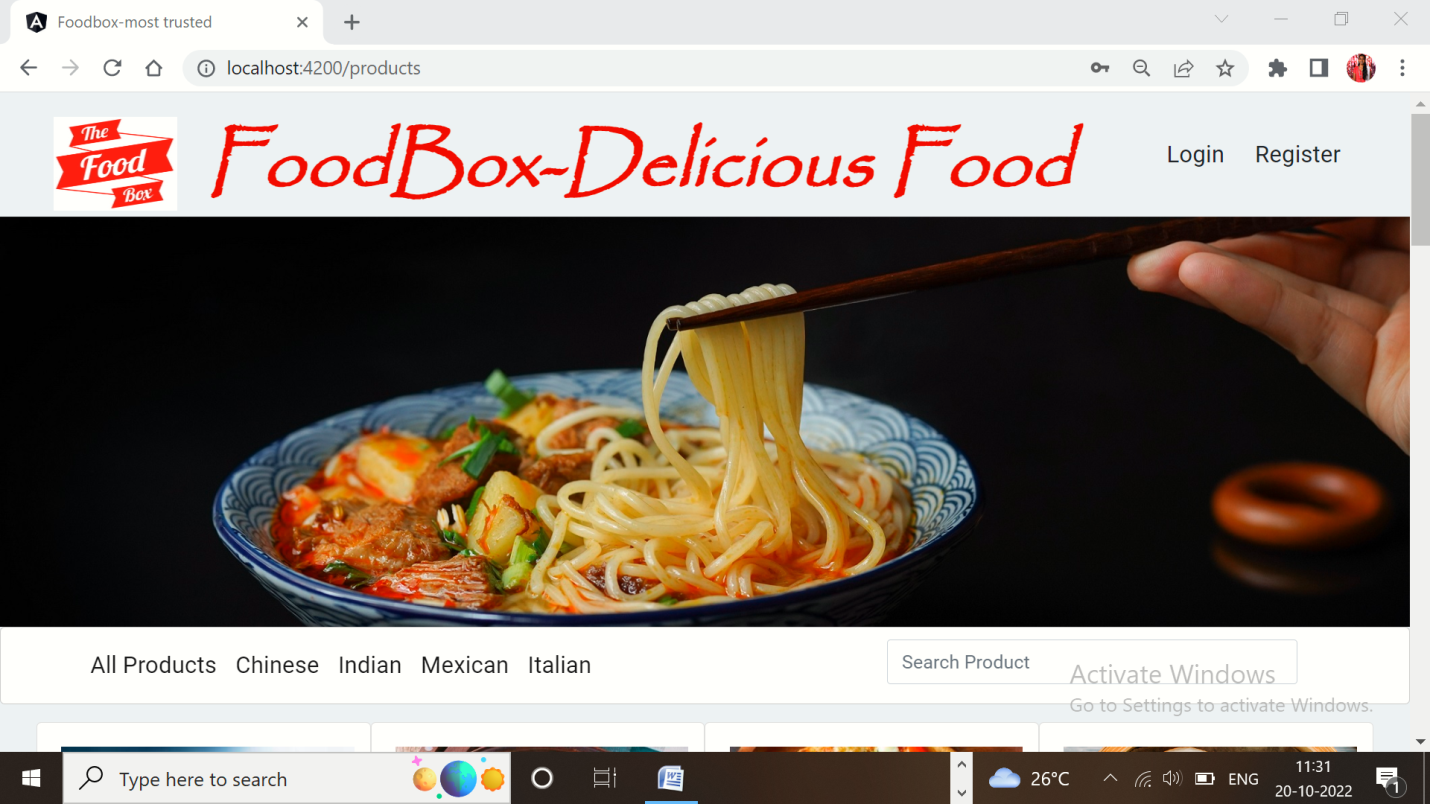 Foodbox-most trusted
localhost:4200/products
The
Food
Box
FoodBox-Delicious Food
Login Register
All Products Chinese Indian Mexican Italian
Search Product
Activate Windows
Go to Settings to activate Windows.
Type here to search
26°C
ENG
11:31
20-10-2022
1